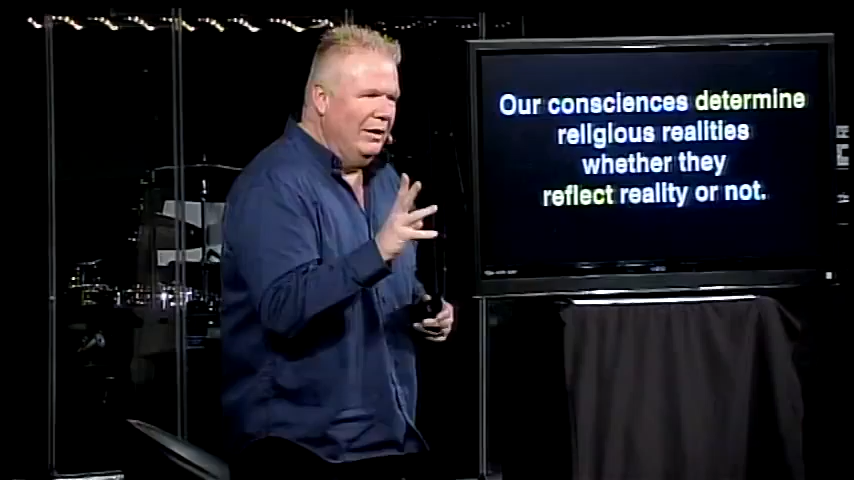 Our consciences determine
religious realities
whether they
reflect reality or not.